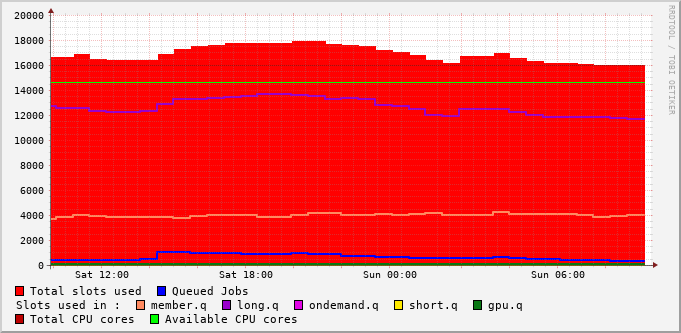 RRDTOOL / TOBI OETIKER
20000
18000
16000
14000
12000
10000
8000
6000
4000
2000
0
Sat 12:00 Sat 18:00 Sun 00:00 Sun 06:00
Total slots used Queued Jobs
Slots used in : member.q long.q ondemand.q short.q gpu.q
Total CPU cores Available CPU cores